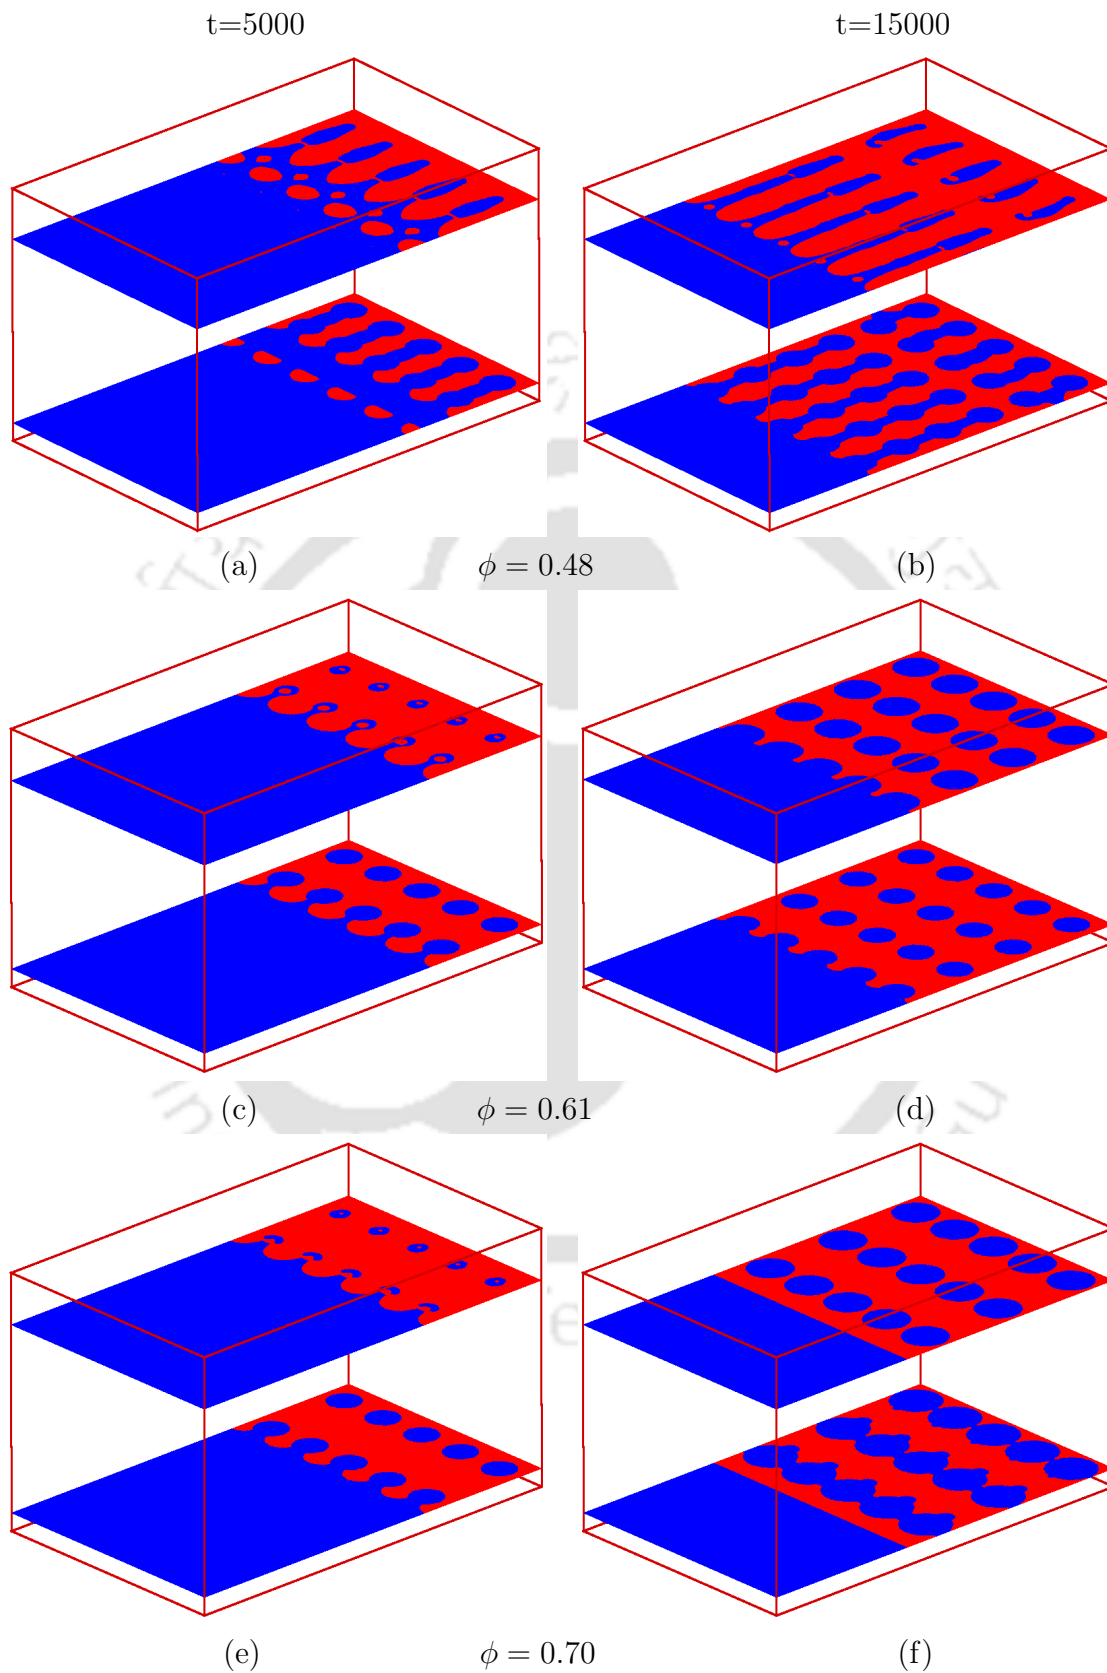 t=5000 t=15000
(a) ϕ = 0.48 (b)
(c) ϕ = 0.61 (d)
(e) ϕ = 0.70 (f)